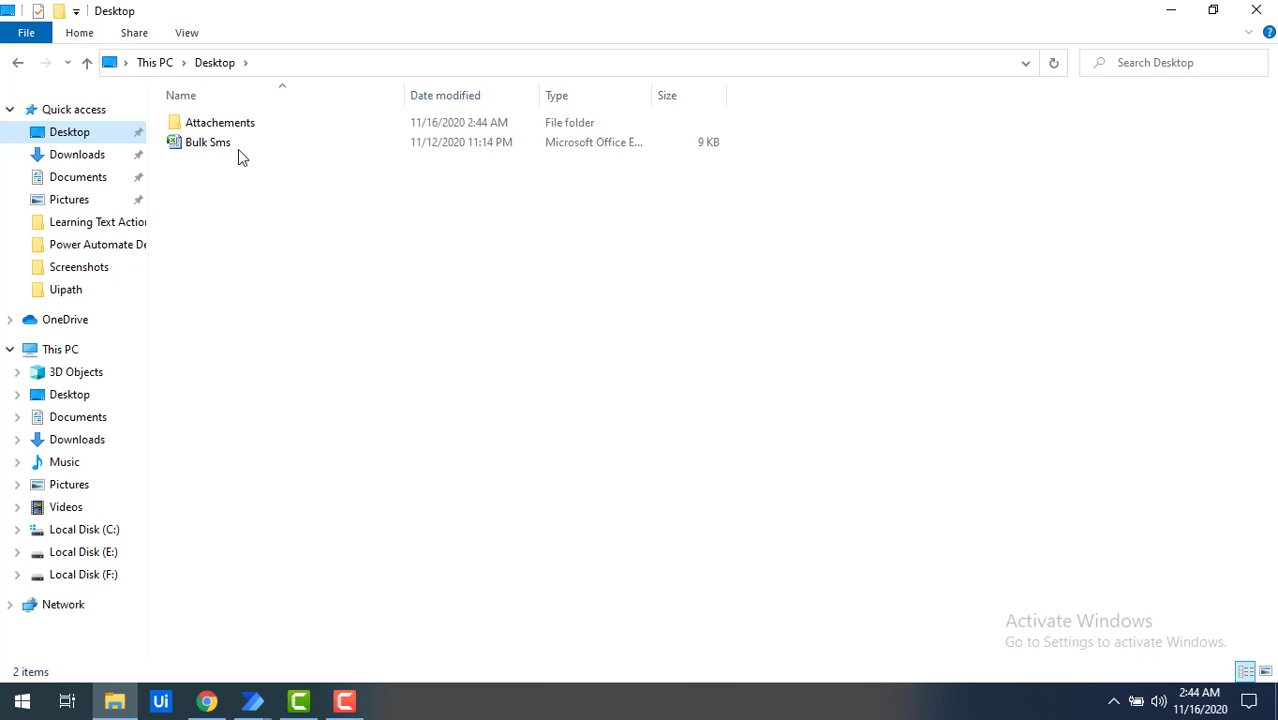 Desktop
File Home Share View
This PC Desktop
Search Desktop
Name Date modified Type Size
Quick access
Attachements 11/16/2020 2:44 AM File folder
Desktop
Bulk Sms 11/12/2020 11:14 PM Microsoft Office E... 9 KB
Downloads
Documents
Pictures
Learning Text Action
Power Automate De
Screenshots
Uipath
OneDrive
This PC
3D Objects
Desktop
Documents
Downloads
Music
Pictures
Videos
Local Disk (C:)
Local Disk (E:)
Local Disk (F:)
Network
Activate Windows
Go to Settings to activate Windows.
2 items
Ui
2:44 AM
11/16/2020